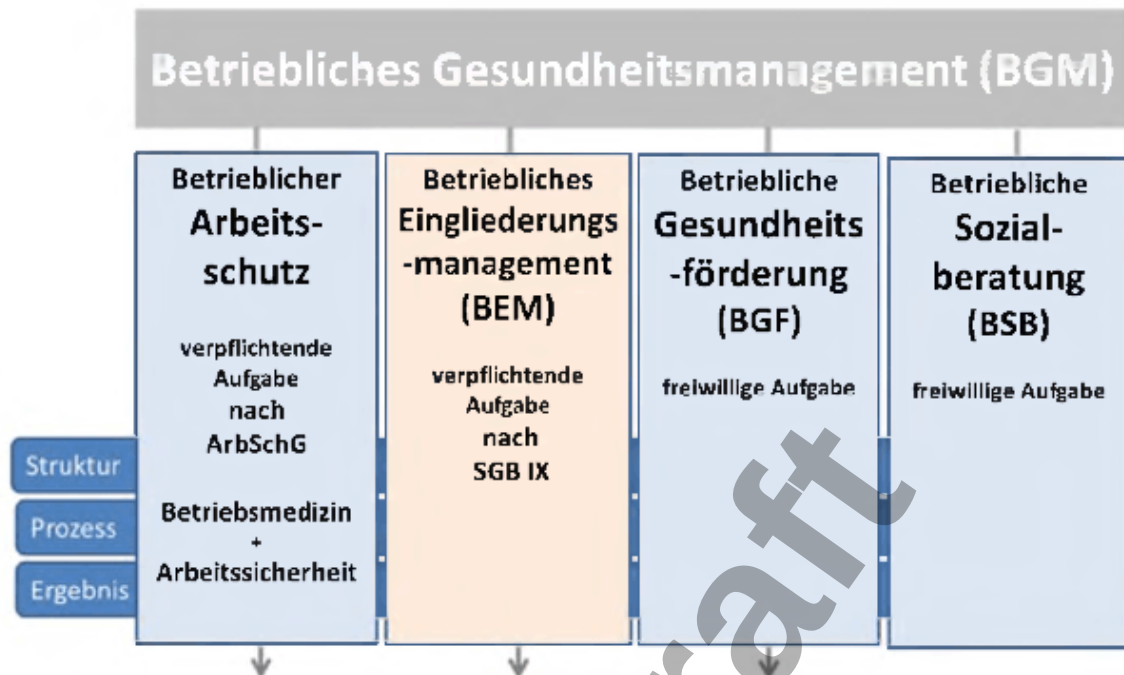 Betriebliches Gesundheitsmanagement (BGM)
Betrieblicher
Arbeits-
schutz
verpflichtende
Aufgabe
nach
ArbSchG
Betriebsmedizin
+
Arbeitssicherheit
Betriebliches
Eingliederungs
-management
(BEM)
verpflichtende
Aufgabe
nach
SGB IX
Betriebliche
Gesundheits
-förderung
(BGF)
freiwillige Aufgabe
Betriebliche
Sozial-
beratung
(BSB)
freiwillige Aufgabe
Struktur
Prozess
Ergebnis
raft